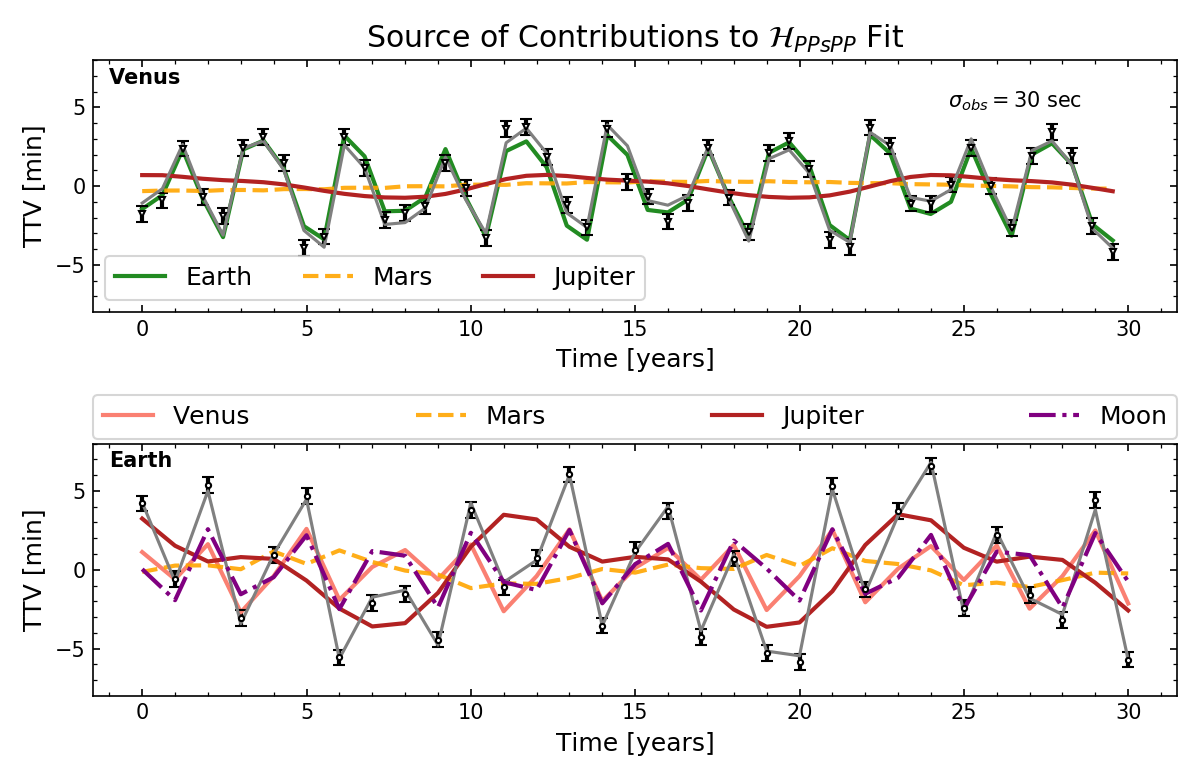 Source of Contributions to ℋ_PPsPP Fit
Venus
σ_obs = 30 sec
TTV [min]
5
0
−5
Earth Mars Jupiter
0 5 10 15 20 25 30
Time [years]
Venus Mars Jupiter Moon
Earth
TTV [min]
5
0
−5
0 5 10 15 20 25 30
Time [years]